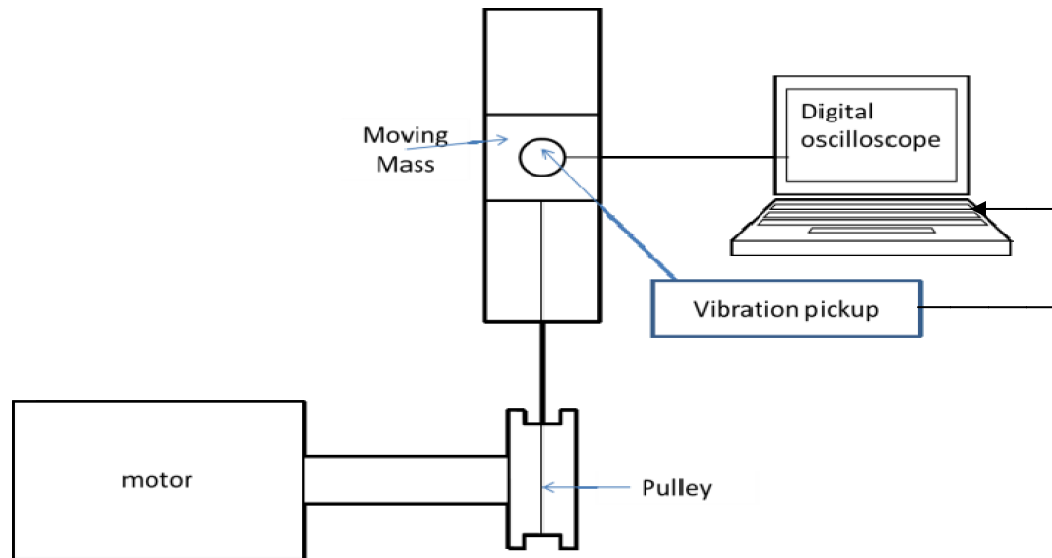 Moving
Mass
Digital
oscilloscope
Vibration pickup
motor
Pulley